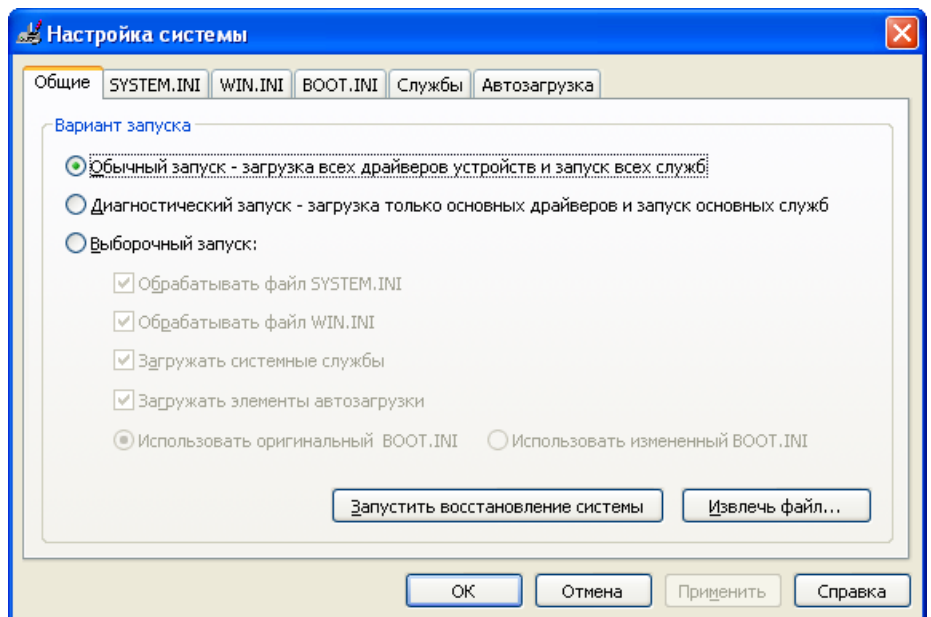 Настройка системы
Общие SYSTEM.INI WIN.INI BOOT.INI Службы Автозагрузка
Вариант запуска
Обычный запуск - загрузка всех драйверов устройств и запуск всех служб
Диагностический запуск - загрузка только основных драйверов и запуск основных служб
Выборочный запуск:
Обрабатывать файл SYSTEM.INI
Обрабатывать файл WIN.INI
Загружать системные службы
Загружать элементы автозагрузки
Использовать оригинальный BOOT.INI Использовать измененный BOOT.INI
Запустить восстановление системы Извлечь файл...
ОК Отмена Применить Справка